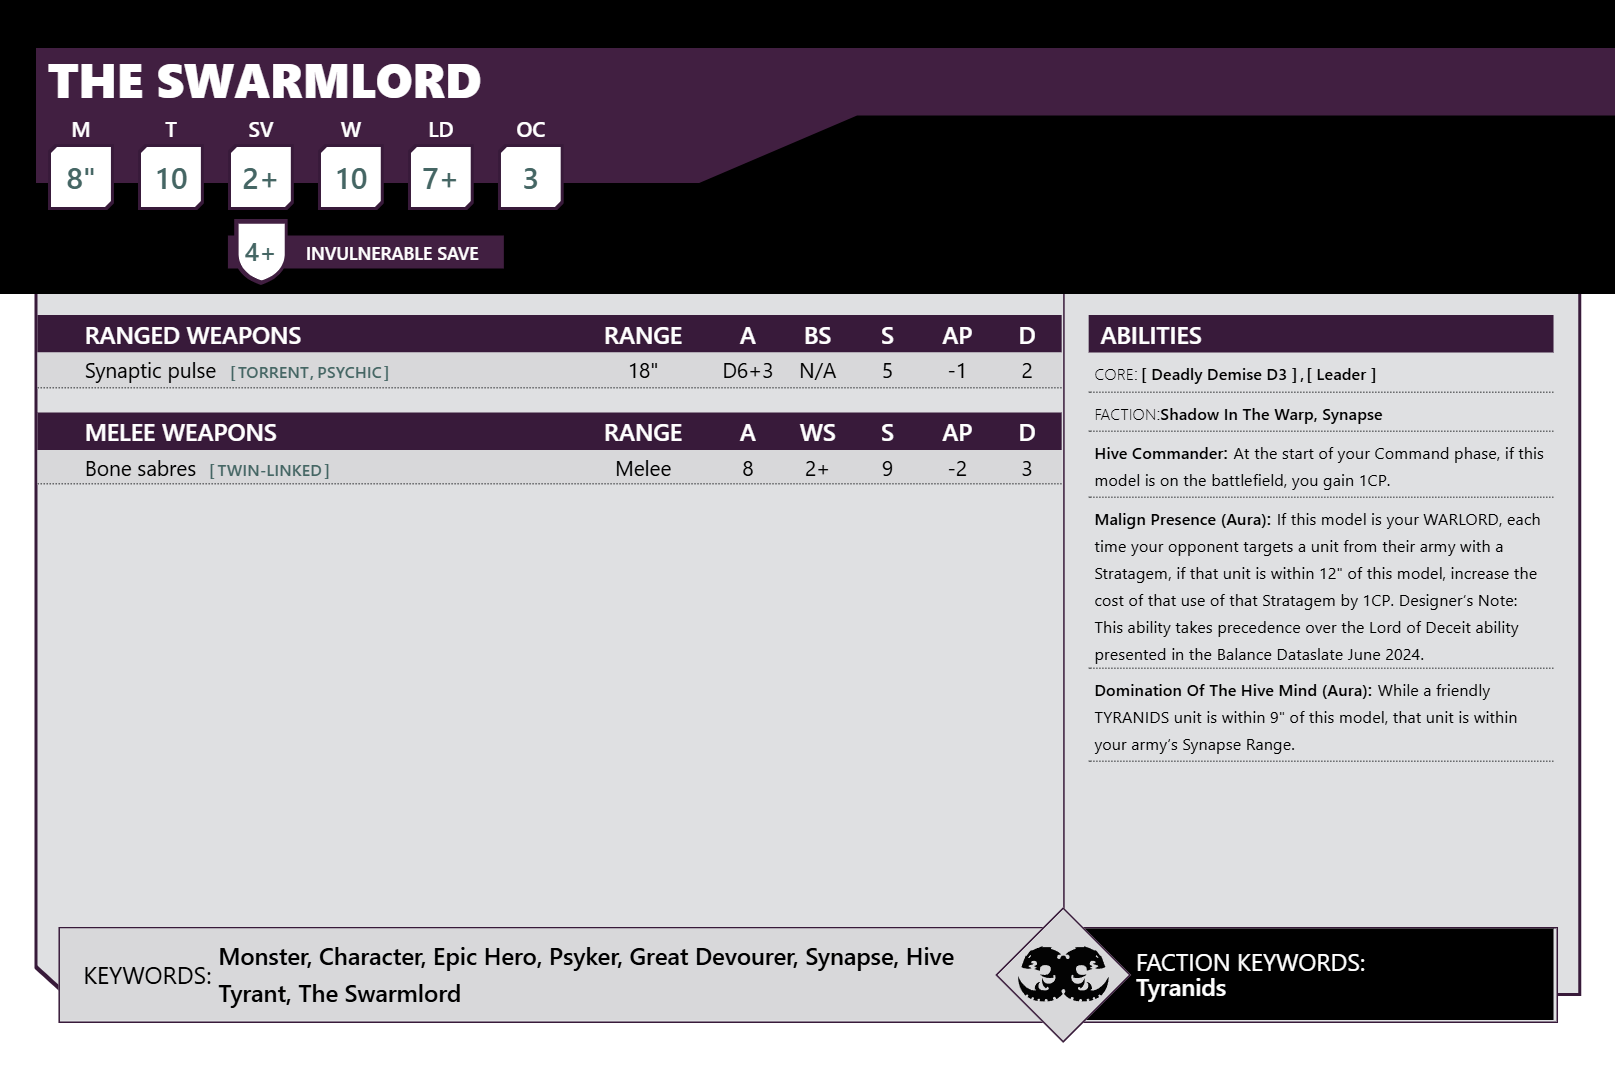 THE SWARMLORD
M T SV W LD OC
8" 10 2+ 10 7+ 3
4+ INVULNERABLE SAVE
RANGED WEAPONS RANGE A BS S AP D
Synaptic pulse [TORRENT, PSYCHIC] 18" D6+3 N/A 5 -1 2
MELEE WEAPONS RANGE A WS S AP D
Bone sabres [TWIN-LINKED] Melee 8 2+ 9 -2 3
ABILITIES
CORE: [ Deadly Demise D3 ] , [ Leader ]
FACTION:Shadow In The Warp, Synapse
Hive Commander: At the start of your Command phase, if this
model is on the battlefield, you gain 1CP.
Malign Presence (Aura): If this model is your WARLORD, each
time your opponent targets a unit from their army with a
Stratagem, if that unit is within 12" of this model, increase the
cost of that use of that Stratagem by 1CP. Designer’s Note:
This ability takes precedence over the Lord of Deceit ability
presented in the Balance Dataslate June 2024.
Domination Of The Hive Mind (Aura): While a friendly
TYRANIDS unit is within 9" of this model, that unit is within
your army’s Synapse Range.
KEYWORDS: Monster, Character, Epic Hero, Psyker, Great Devourer, Synapse, Hive
Tyrant, The Swarmlord
FACTION KEYWORDS:
Tyranids